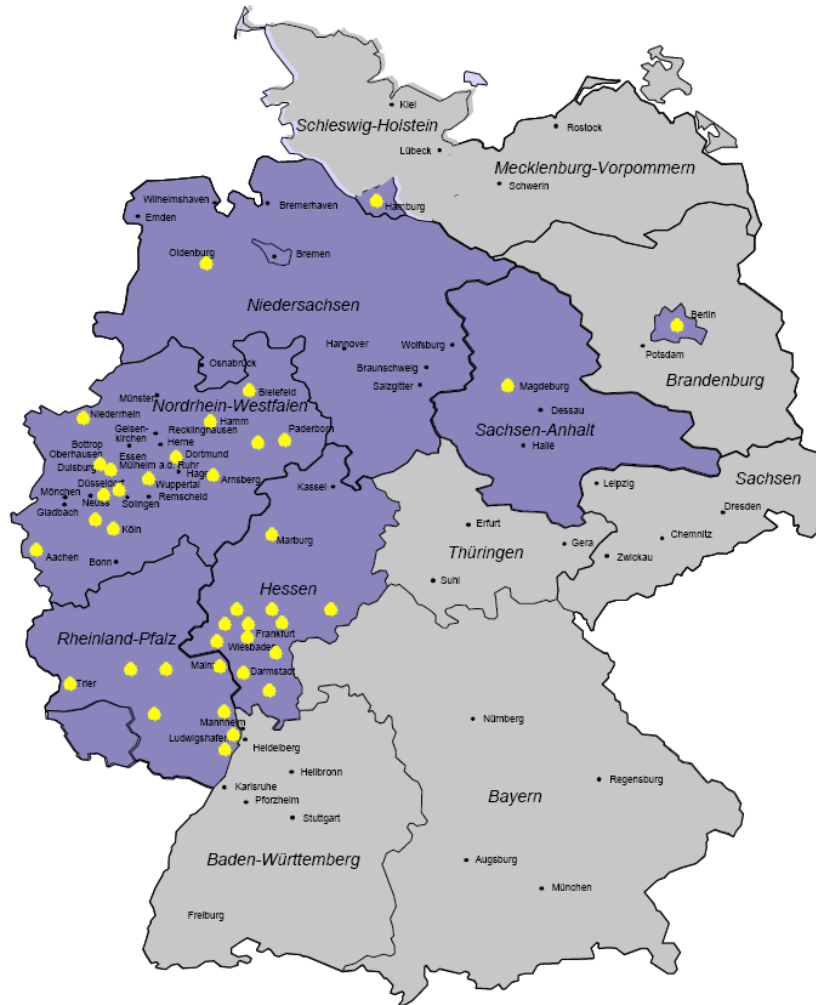 Kiel
Schleswig-Holstein
Rostock
Lübeck
Mecklenburg-Vorpommern
Schwerin
Wilhelmshaven
Bremerhaven
Hamburg
Emden
Oldenburg
Bremen
Niedersachsen
Berlin
Hannover
Wolfsburg
Potsdam
Osnabrück
Braunschweig
Brandenburg
Salzgitter
Magdeburg
Bielefeld
Münster
Nordrhein-Westfalen
Dessau
Niederrhein
Hamm
Paderborn
Sachsen-Anhalt
Gelsen-
kirchen
Recklinghausen
Herne
Halle
Bottrop
Oberhausen
Essen
Dortmund
Duisburg
Mülheim a.d. Ruhr
Hage
Arnsberg
Sachsen
Düsseldorf
Wuppertal
Kassel
Leipzig
Mönchen
Gladbach
Neuss
Solingen
Remscheid
Dresden
Köln
Erfurt
Marburg
Chemnitz
Aachen
Bonn
Thüringen
Gera
Zwickau
Hessen
Suhl
Rheinland-Pfalz
Frankfurt
Wiesbaden
Mainz
Darmstadt
Trier
Mannheim
Nürnberg
Ludwigshafen
Heidelberg
Heilbronn
Regensburg
Karlsruhe
Pforzheim
Bayern
Stuttgart
Baden-Württemberg
Augsburg
München
Freiburg